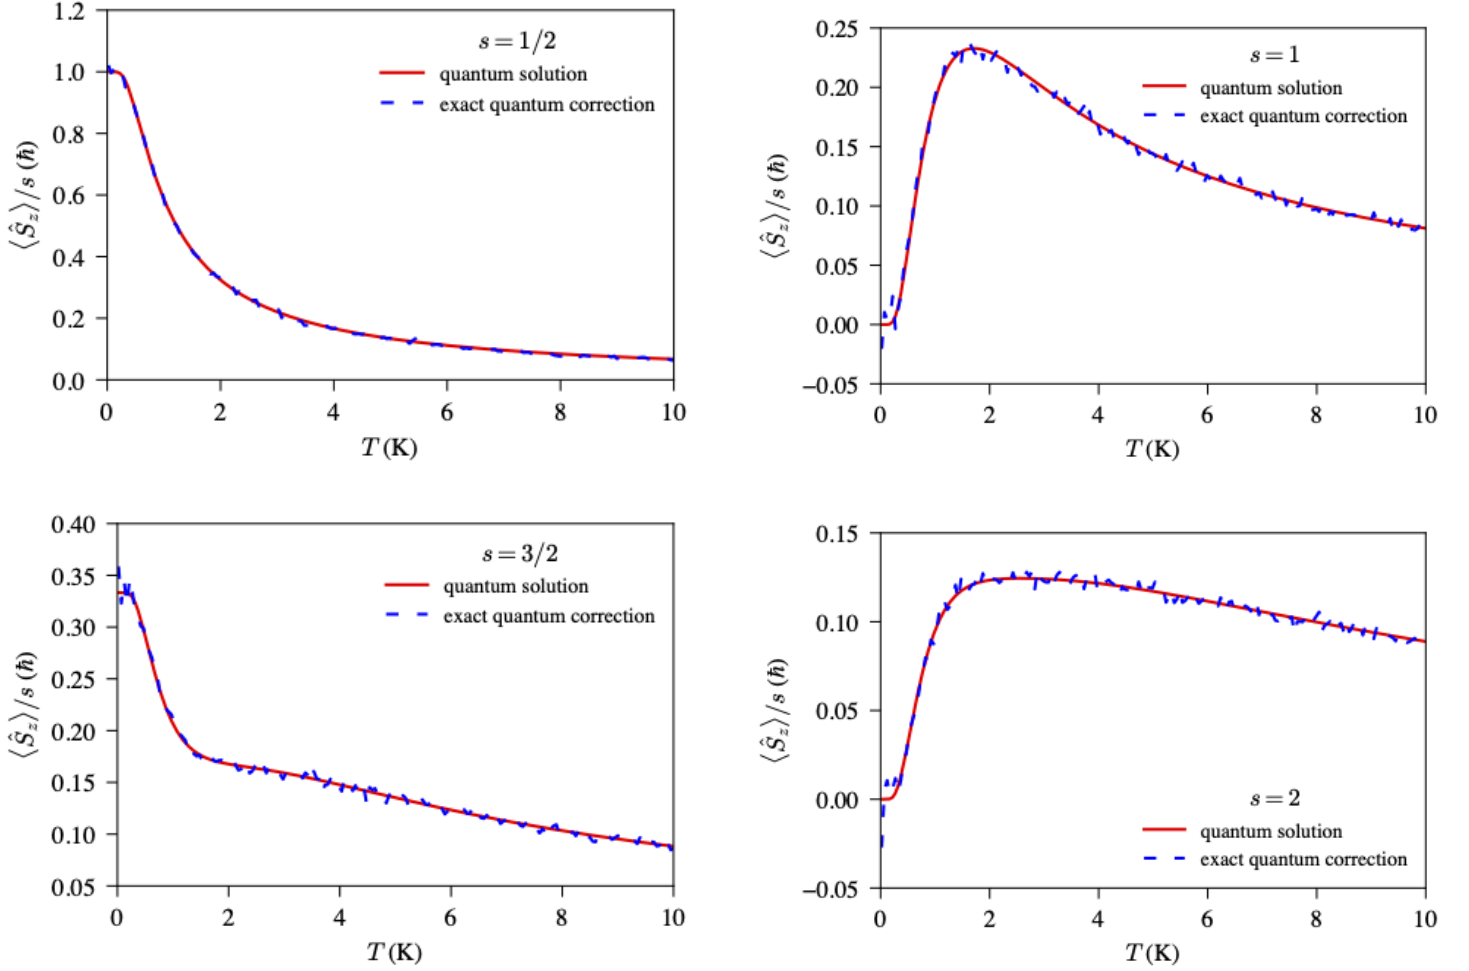 1.2
1.0
0.8
0.6
0.4
0.2
0.0
⟨Ŝ_z⟩/s (ħ)
s = 1/2
quantum solution
exact quantum correction
0 2 4 6 8 10
T (K)
0.25
0.20
0.15
0.10
0.05
0.00
−0.05
⟨Ŝ_z⟩/s (ħ)
s = 1
quantum solution
exact quantum correction
0 2 4 6 8 10
T (K)
0.40
0.35
0.30
0.25
0.20
0.15
0.10
0.05
⟨Ŝ_z⟩/s (ħ)
s = 3/2
quantum solution
exact quantum correction
0 2 4 6 8 10
T (K)
0.15
0.10
0.05
0.00
−0.05
⟨Ŝ_z⟩/s (ħ)
s = 2
quantum solution
exact quantum correction
0 2 4 6 8 10
T (K)